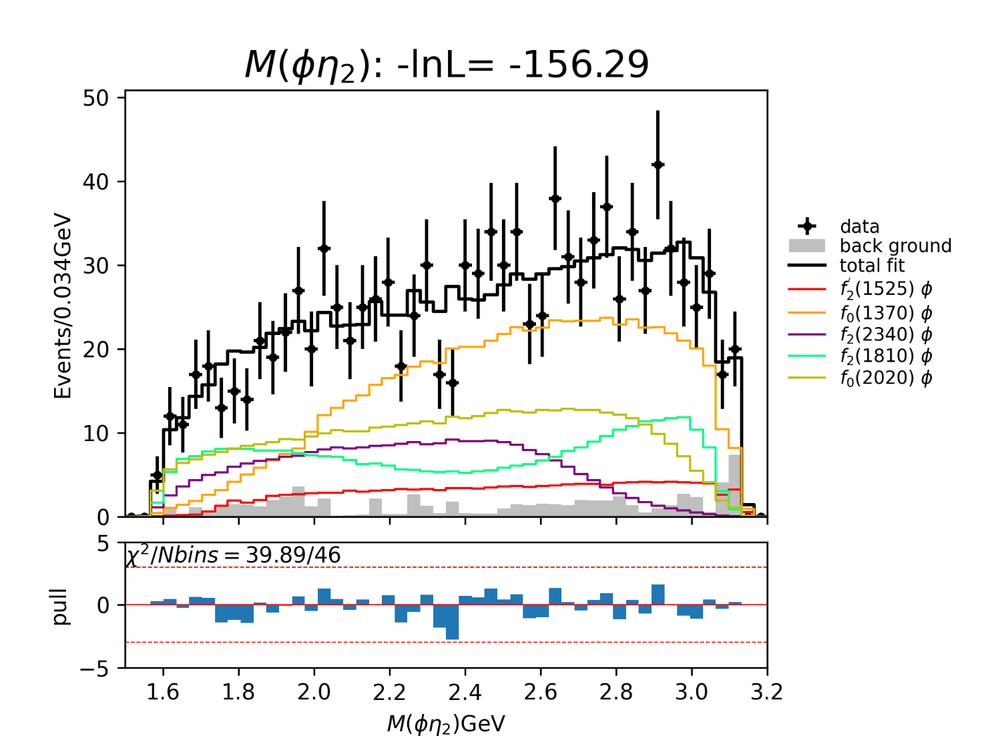 M(ϕη₂): -lnL= -156.29
50
40
30
20
10
0
Events/0.034GeV
data
back ground
total fit
f₂′(1525) ϕ
f₀(1370) ϕ
f₂(2340) ϕ
f₂(1810) ϕ
f₀(2020) ϕ
χ²/Nbins = 39.89/46
5
0
−5
pull
1.6 1.8 2.0 2.2 2.4 2.6 2.8 3.0 3.2
M(ϕη₂)GeV